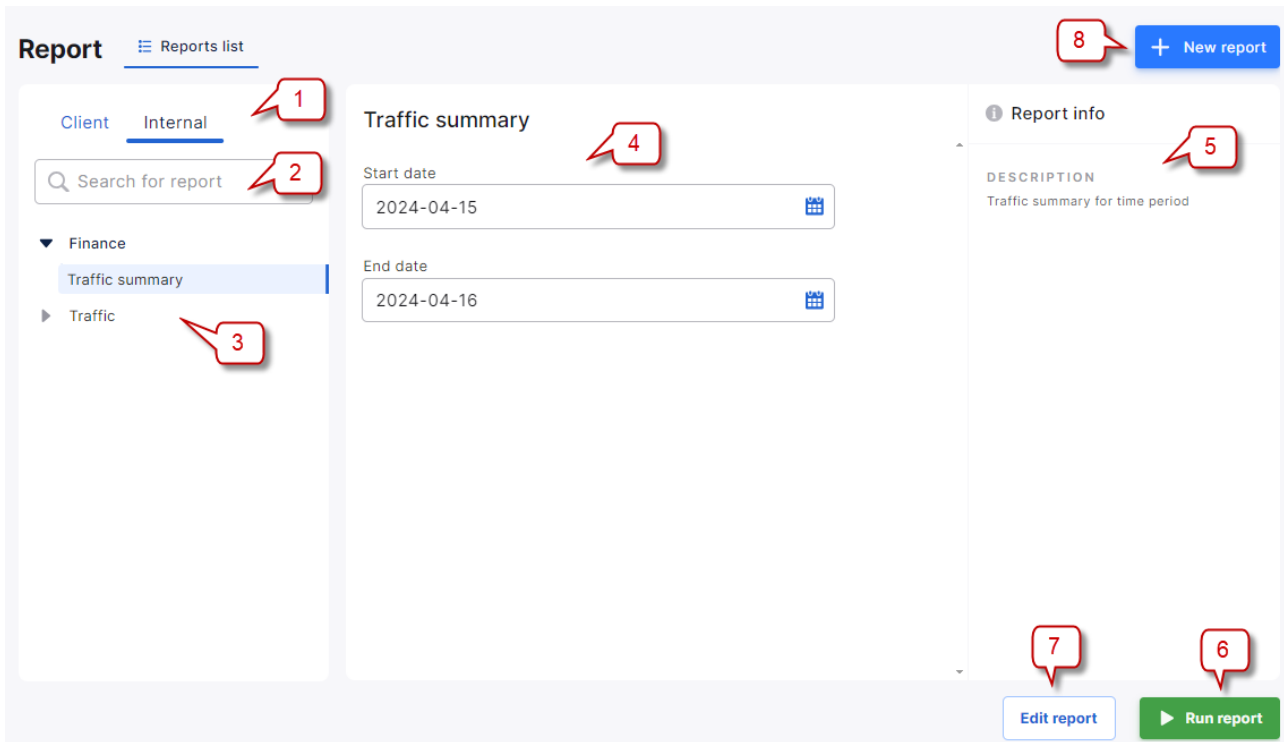 Report
Reports list
8
New report
1
Client Internal
2
Search for report
Finance
Traffic summary
Traffic
3
Traffic summary
4
Start date
2024-04-15
End date
2024-04-16
Report info
5
DESCRIPTION
Traffic summary for time period
7
6
Edit report
Run report